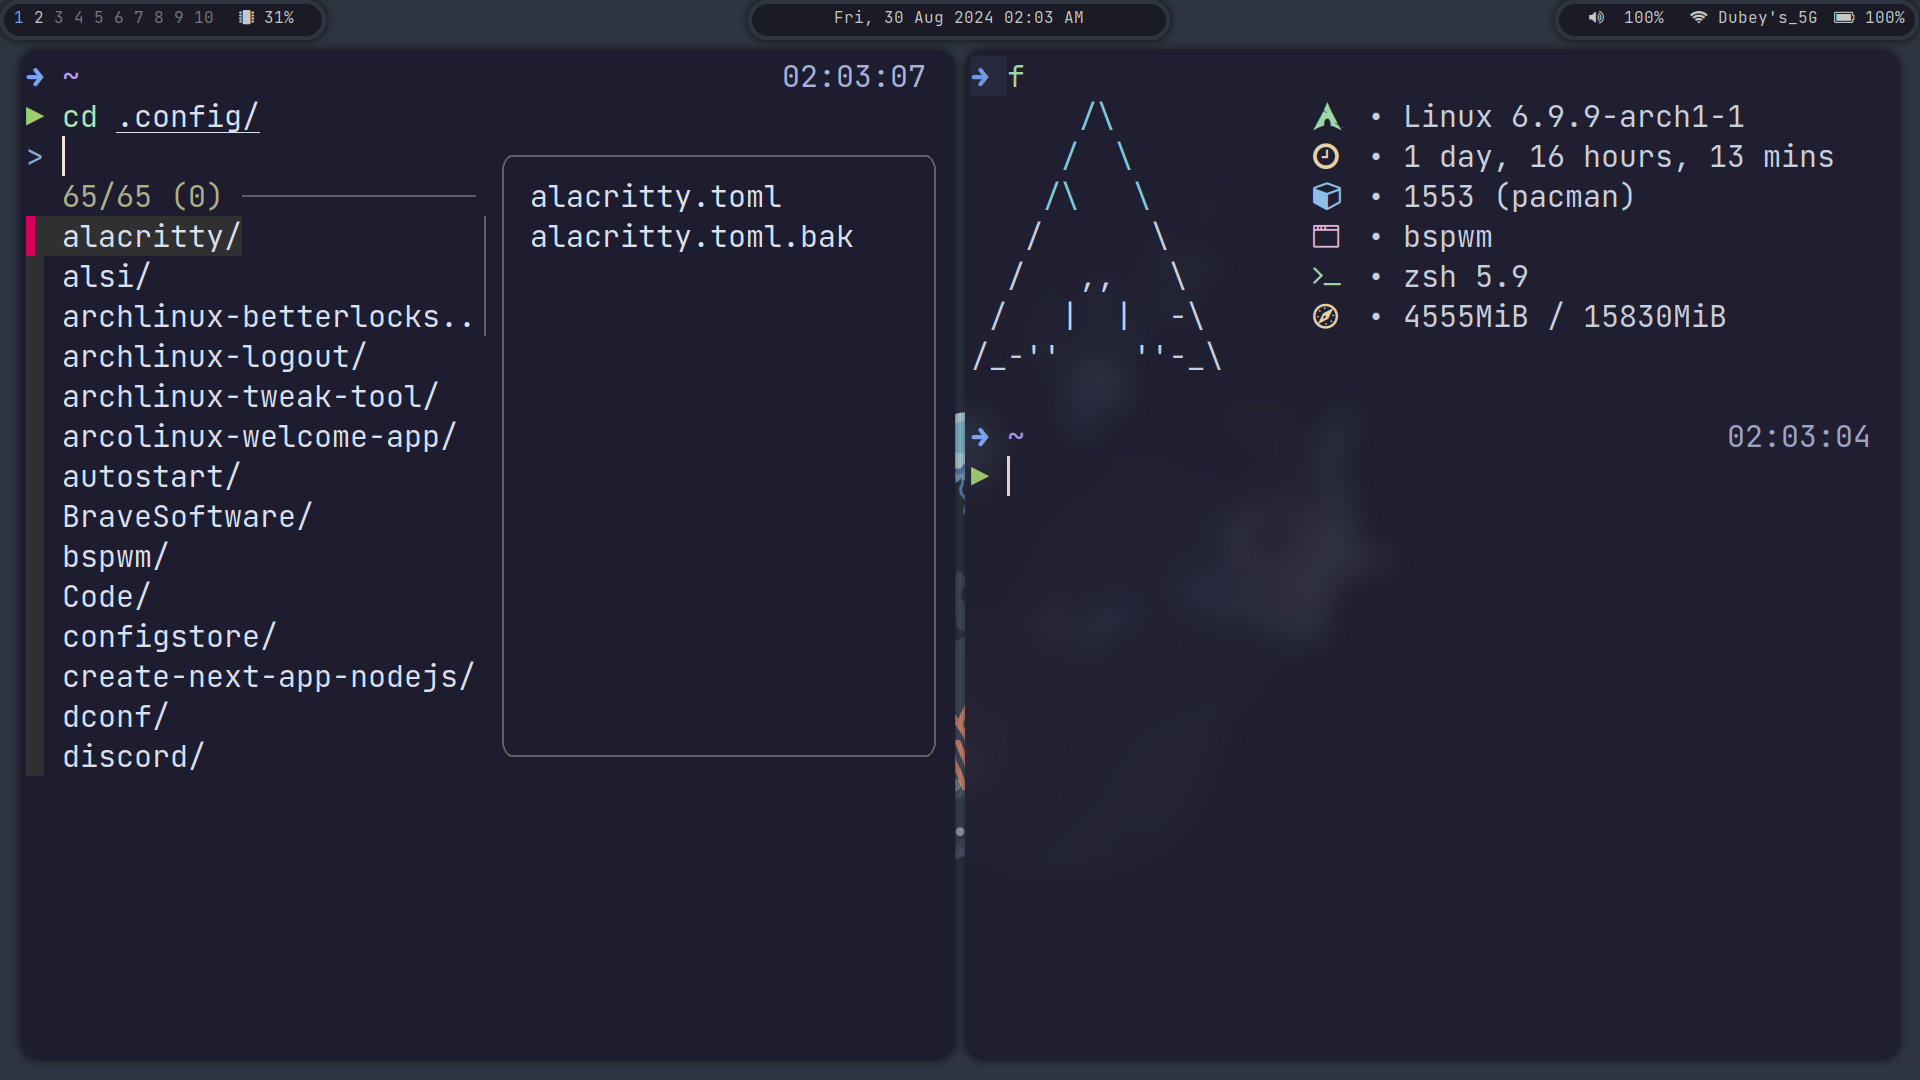 1 2 3 4 5 6 7 8 9 10 31%
Fri, 30 Aug 2024 02:03 AM
100% Dubey's_5G 100%
~ 02:03:07
cd .config/
>
65/65 (0)
alacritty/
alsi/
archlinux-betterlocks..
archlinux-logout/
archlinux-tweak-tool/
arcolinux-welcome-app/
autostart/
BraveSoftware/
bspwm/
Code/
configstore/
create-next-app-nodejs/
dconf/
discord/
alacritty.toml
alacritty.toml.bak
f
• Linux 6.9.9-arch1-1
• 1 day, 16 hours, 13 mins
• 1553 (pacman)
• bspwm
• zsh 5.9
• 4555MiB / 15830MiB
~ 02:03:04